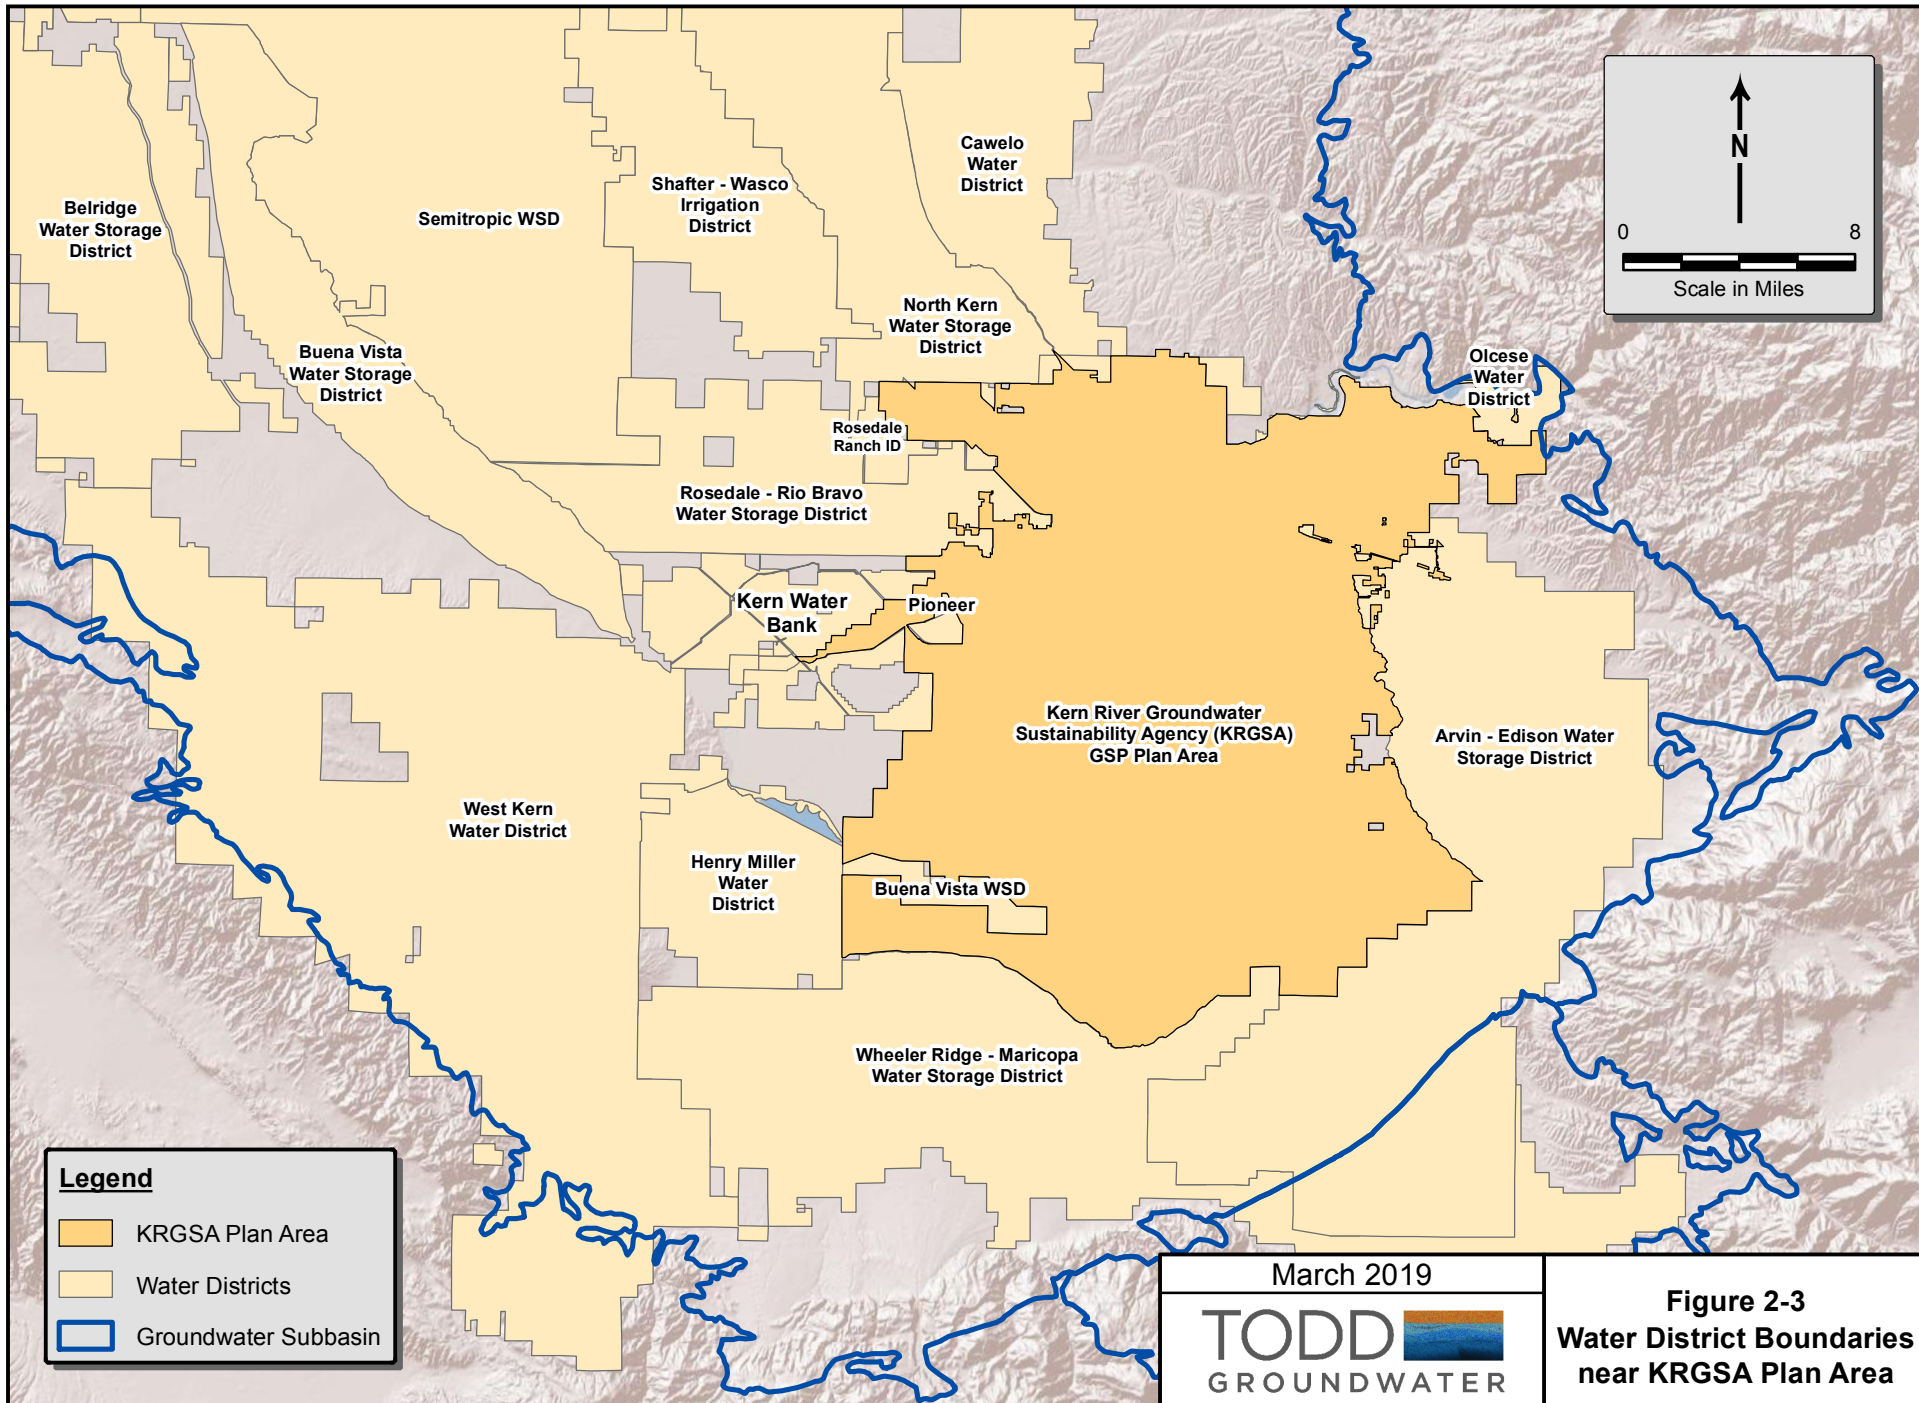 N
0 8
Scale in Miles
Cawelo
Water
District
Shafter - Wasco
Irrigation
District
Belridge
Water Storage
District
Semitropic WSD
North Kern
Water Storage
District
Buena Vista
Water Storage
District
Olcese
Water
District
Rosedale
Ranch ID
Rosedale - Rio Bravo
Water Storage District
Kern Water
Bank
Pioneer
Kern River Groundwater
Sustainability Agency (KRGSA)
GSP Plan Area
Arvin - Edison Water
Storage District
West Kern
Water District
Henry Miller
Water
District
Buena Vista WSD
Wheeler Ridge - Maricopa
Water Storage District
Legend
KRGSA Plan Area
Water Districts
Groundwater Subbasin
March 2019
TODD
GROUNDWATER
Figure 2-3
Water District Boundaries
near KRGSA Plan Area